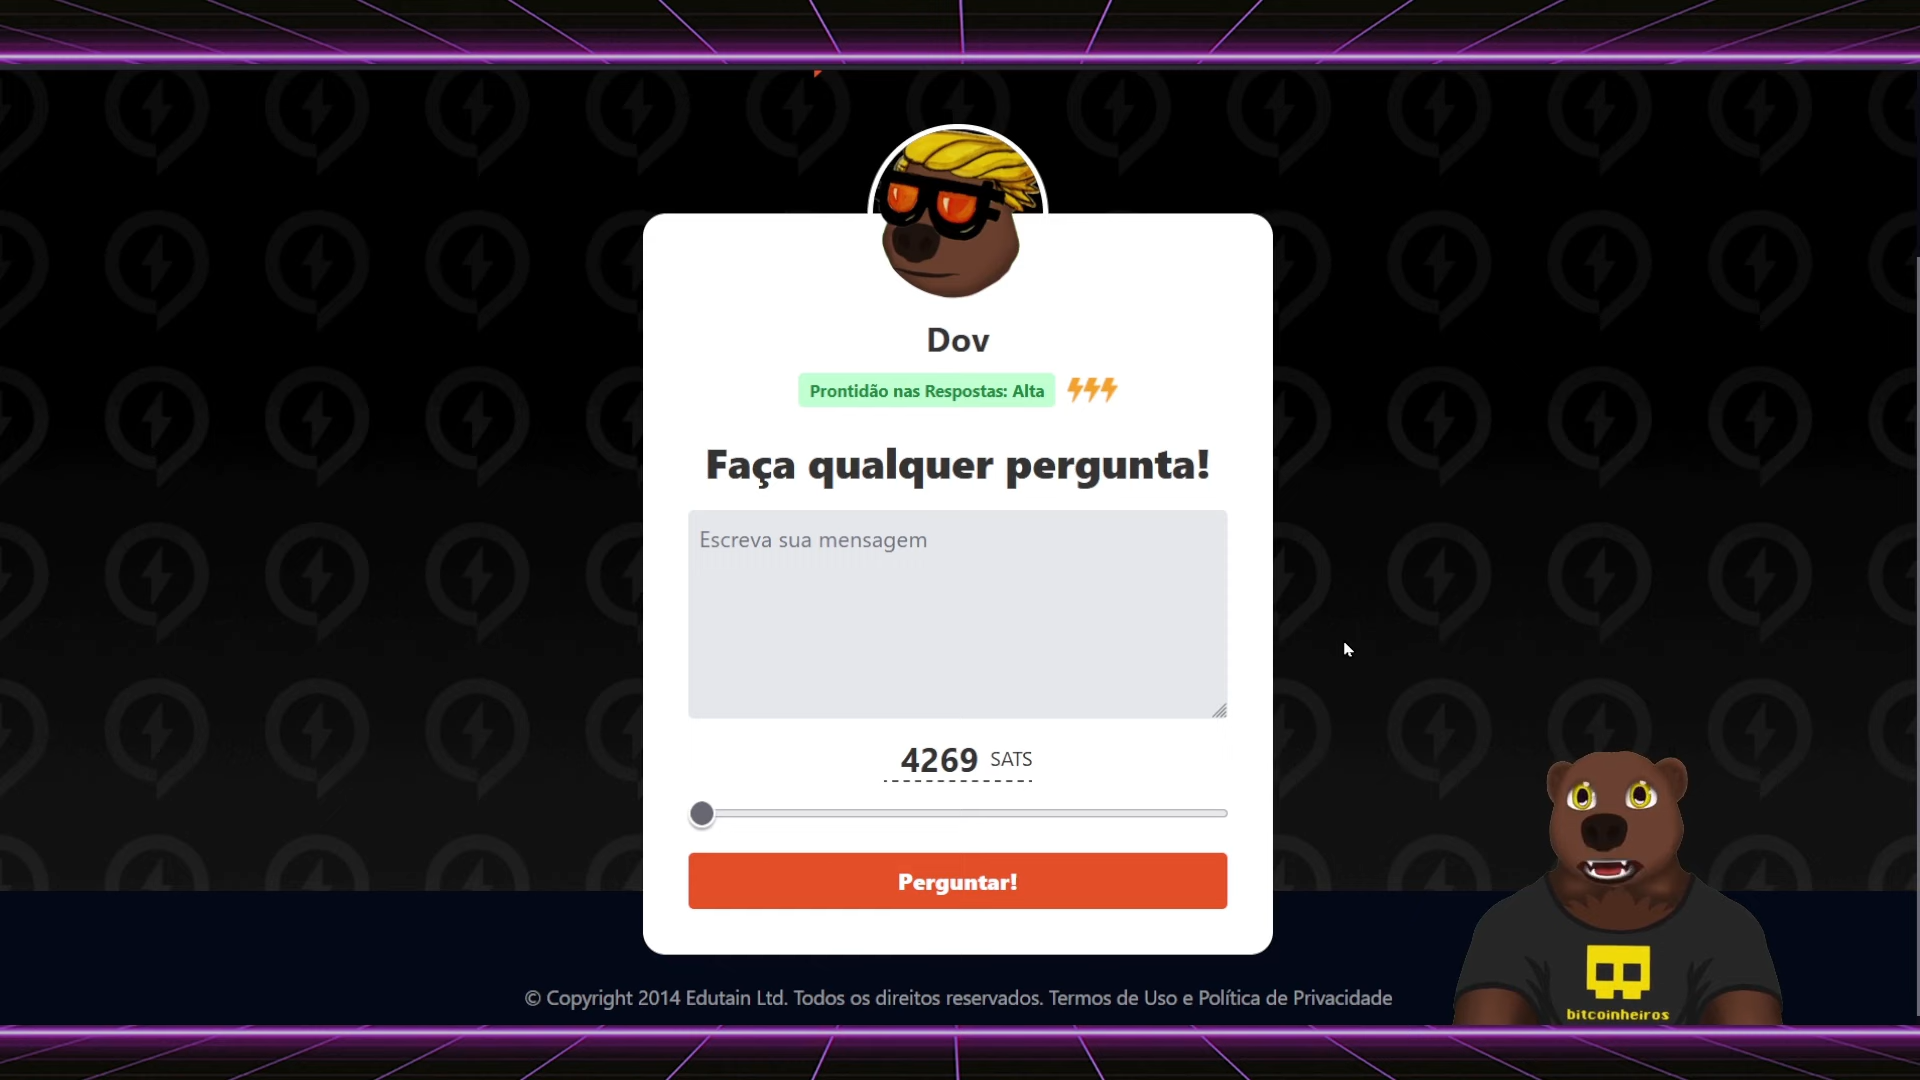 Dov
Prontidão nas Respostas: Alta
Faça qualquer pergunta!
Escreva sua mensagem
4269 SATS
Perguntar!
© Copyright 2014 Edutain Ltd. Todos os direitos reservados. Termos de Uso e Política de Privacidade
bitcoinheiros